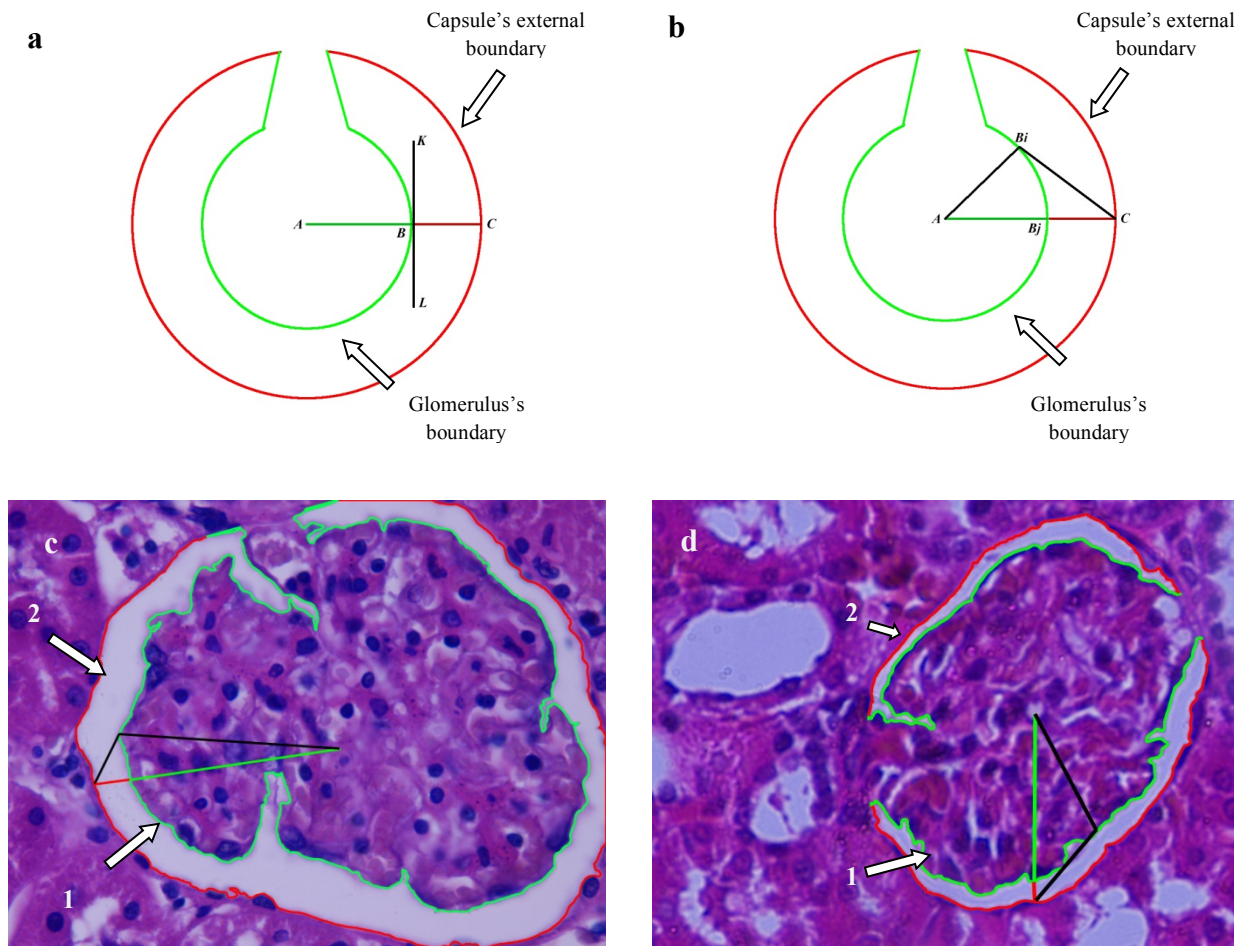 a
Capsule’s external
boundary
K
A
B
C
L
Glomerulus’s
boundary
b
Capsule’s external
boundary
Bi
A
Bj
C
Glomerulus’s
boundary
c
2
1
d
2
1